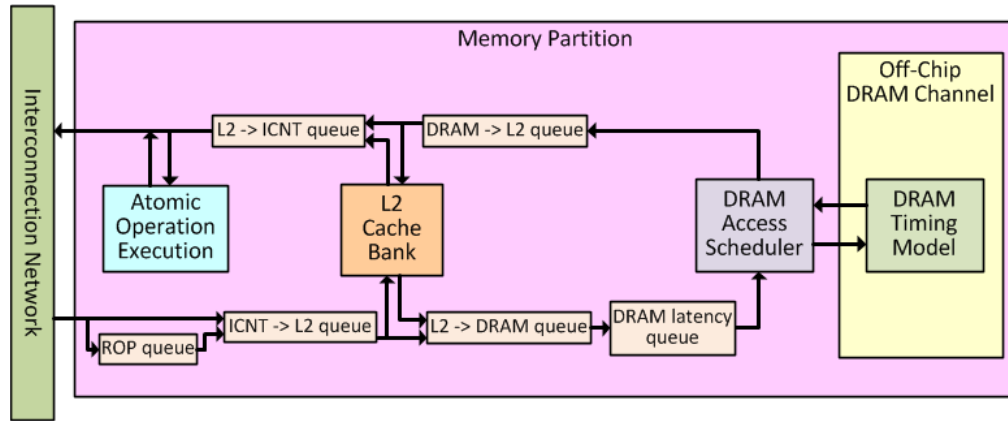 Interconnection Network
Memory Partition
Off-Chip
DRAM Channel
L2 -> ICNT queue
DRAM -> L2 queue
Atomic
Operation
Execution
L2
Cache
Bank
DRAM
Access
Scheduler
DRAM
Timing
Model
ROP queue
ICNT -> L2 queue
L2 -> DRAM queue
DRAM latency
queue